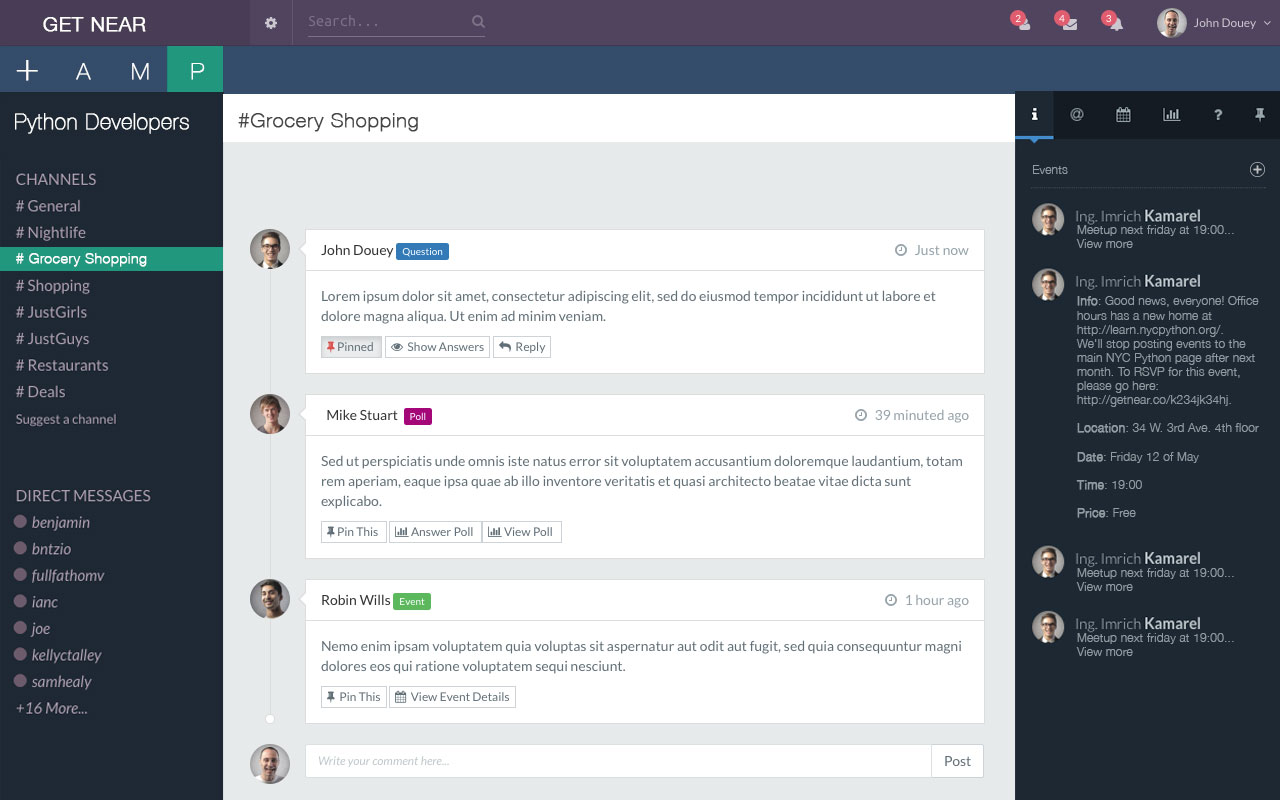 GET NEAR
Search...
2
4
3
John Douey
A M P
Python Developers
CHANNELS
# General
# Nightlife
# Grocery Shopping
# Shopping
# JustGirls
# JustGuys
# Restaurants
# Deals
Suggest a channel
DIRECT MESSAGES
benjamin
bntzio
fullfathomv
ianc
joe
kellyctalley
samhealy
+16 More...
#Grocery Shopping
John Douey Question
Just now
Lorem ipsum dolor sit amet, consectetur adipiscing elit, sed do eiusmod tempor incididunt ut labore et
dolore magna aliqua. Ut enim ad minim veniam.
Pinned Show Answers Reply
Mike Stuart Poll
39 minuted ago
Sed ut perspiciatis unde omnis iste natus error sit voluptatem accusantium doloremque laudantium, totam
rem aperiam, eaque ipsa quae ab illo inventore veritatis et quasi architecto beatae vitae dicta sunt
explicabo.
Pin This Answer Poll View Poll
Robin Wills Event
1 hour ago
Nemo enim ipsam voluptatem quia voluptas sit aspernatur aut odit aut fugit, sed quia consequuntur magni
dolores eos qui ratione voluptatem sequi nesciunt.
Pin This View Event Details
Write your comment here...
Post
i @ ?
Events
Ing. Imrich Kamarel
Meetup next friday at 19:00...
View more
Ing. Imrich Kamarel
Info: Good news, everyone! Office
hours has a new home at
http://learn.nycpython.org/.
We'll stop posting events to the
main NYC Python page after next
month. To RSVP for this event,
please go here:
http://getnear.co/k234jk34hj.
Location: 34 W. 3rd Ave. 4th floor
Date: Friday 12 of May
Time: 19:00
Price: Free
Ing. Imrich Kamarel
Meetup next friday at 19:00...
View more
Ing. Imrich Kamarel
Meetup next friday at 19:00...
View more